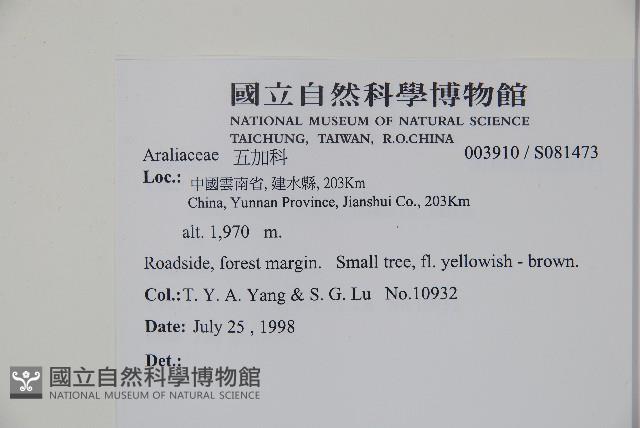 國立自然科學博物館
NATIONAL MUSEUM OF NATURAL SCIENCE
TAICHUNG, TAIWAN, R.O.CHINA
Araliaceae 五加科 003910 / S081473
Loc.: 中國雲南省, 建水縣, 203Km
China, Yunnan Province, Jianshui Co., 203Km
alt. 1,970 m.
Roadside, forest margin. Small tree, fl. yellowish - brown.
Col.: T. Y. A. Yang & S. G. Lu No.10932
Date: July 25 , 1998
Det.:
國立自然科學博物館
NATIONAL MUSEUM OF NATURAL SCIENCE